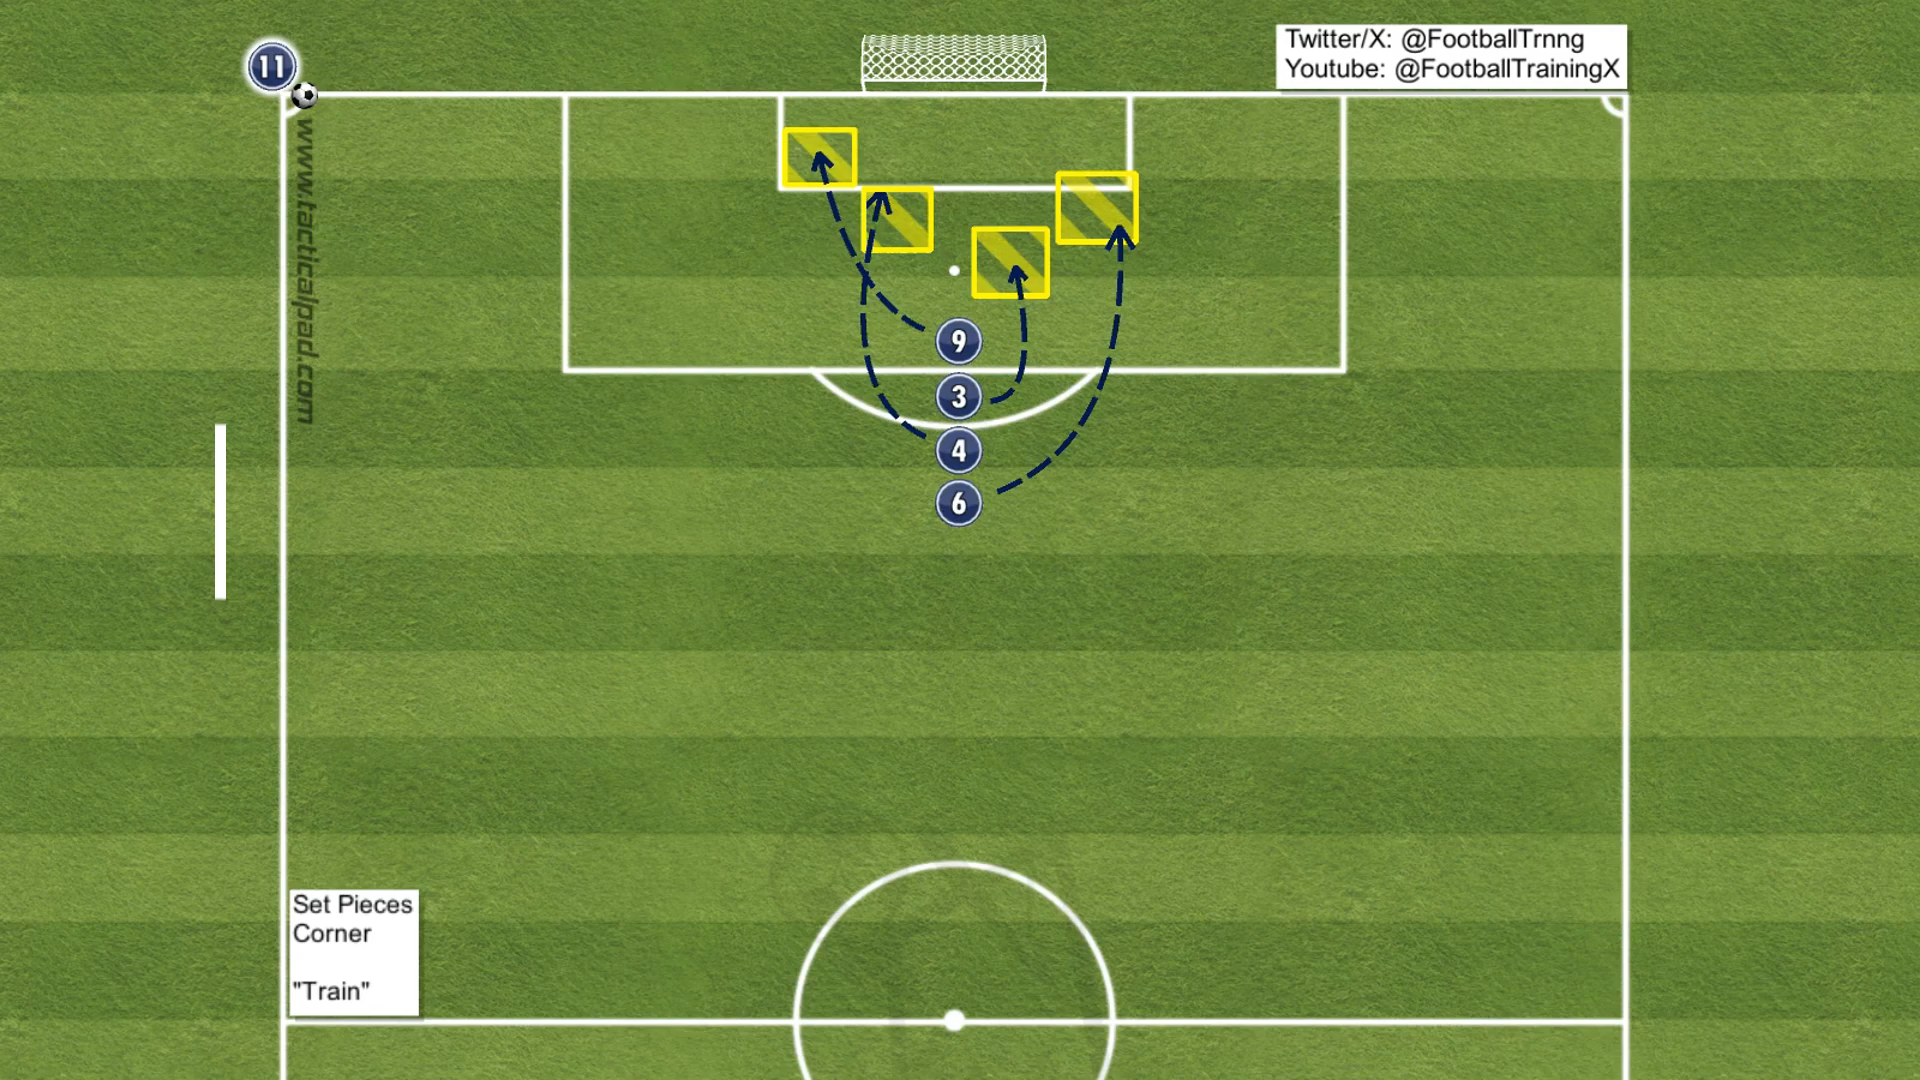 11
Twitter/X: @FootballTrnng
Youtube: @FootballTrainingX
www.tacticalpad.com
9
3
4
6
Set Pieces
Corner
"Train"